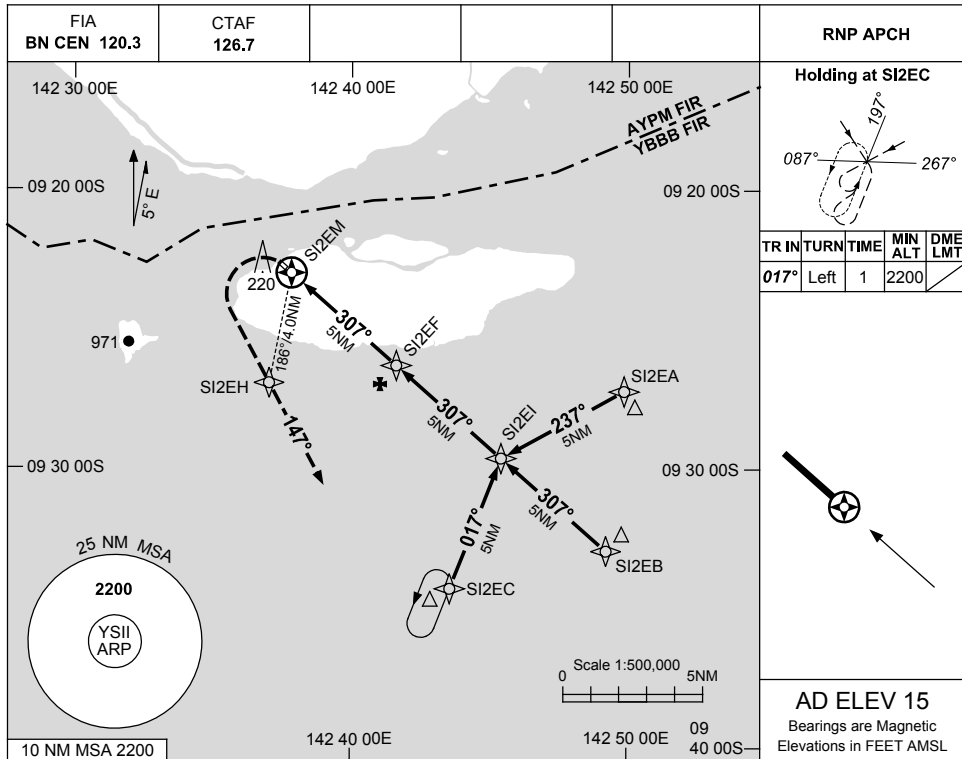 FIA
BN CEN 120.3
CTAF
126.7
RNP APCH
142 30 00E
142 40 00E
142 50 00E
AYPM FIR
YBBB FIR
Holding at SI2EC
197°
087°
267°
TR IN TURN TIME MIN ALT DME LMT
017° Left 1 2200
09 20 00S
09 20 00S
5° E
SI2EM
220
307°
5NM
186°/4.0NM
SI2EF
971
SI2EH
147°
307°
5NM
SI2EI
SI2EA
237°
5NM
09 30 00S
09 30 00S
017°
5NM
307°
5NM
SI2EB
SI2EC
25 NM MSA
2200
YSII
ARP
10 NM MSA 2200
Scale 1:500,000
0 5NM
142 40 00E
142 50 00E
09
40 00S
AD ELEV 15
Bearings are Magnetic
Elevations in FEET AMSL